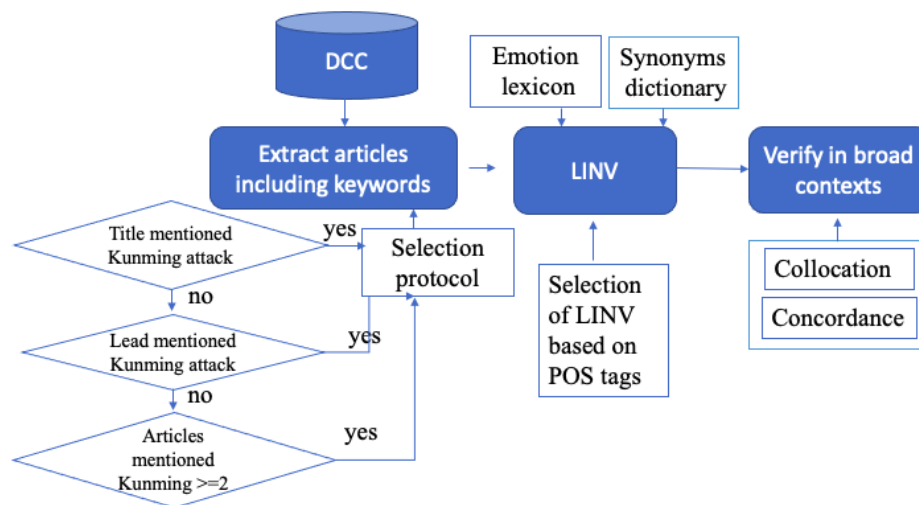 DCC
Emotion
lexicon
Synonyms
dictionary
Extract articles
including keywords
LINV
Verify in broad
contexts
Title mentioned
Kunming attack
yes
Selection
protocol
no
Lead mentioned
Kunming attack
yes
no
Articles
mentioned
Kunming >=2
yes
Selection
of LINV
based on
POS tags
Collocation
Concordance